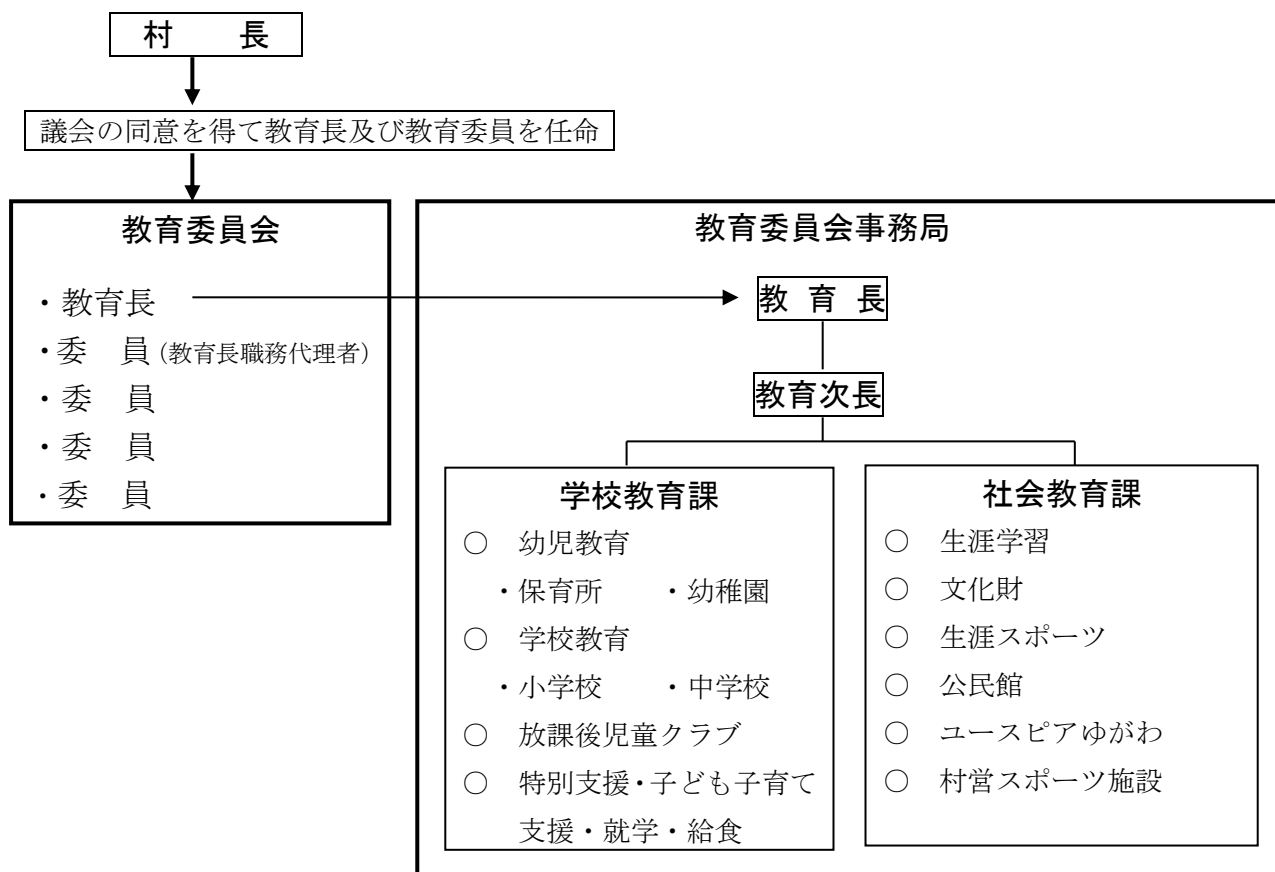 村　　長
議会の同意を得て教育長及び教育委員を任命
教育委員会
・教育長
・委　員（教育長職務代理者）
・委　員
・委　員
・委　員
教育委員会事務局
教　育　長
教育次長
学校教育課
○　幼児教育
・保育所　　・幼稚園
○　学校教育
・小学校　　・中学校
○　放課後児童クラブ
○　特別支援・子ども子育て
支援・就学・給食
社会教育課
○　生涯学習
○　文化財
○　生涯スポーツ
○　公民館
○　ユースピアゆがわ
○　村営スポーツ施設